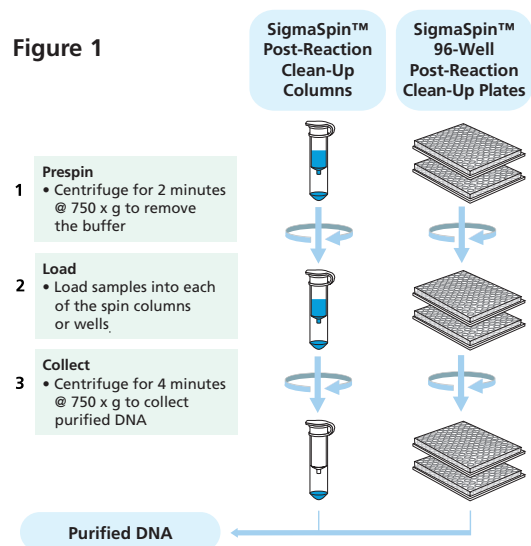 Figure 1
SigmaSpin™
Post-Reaction
Clean-Up
Columns
SigmaSpin™
96-Well
Post-Reaction
Clean-Up Plates
1
Prespin
• Centrifuge for 2 minutes
@ 750 x g to remove
the buffer
2
Load
• Load samples into each
of the spin columns
or wells.
3
Collect
• Centrifuge for 4 minutes
@ 750 x g to collect
purified DNA
Purified DNA